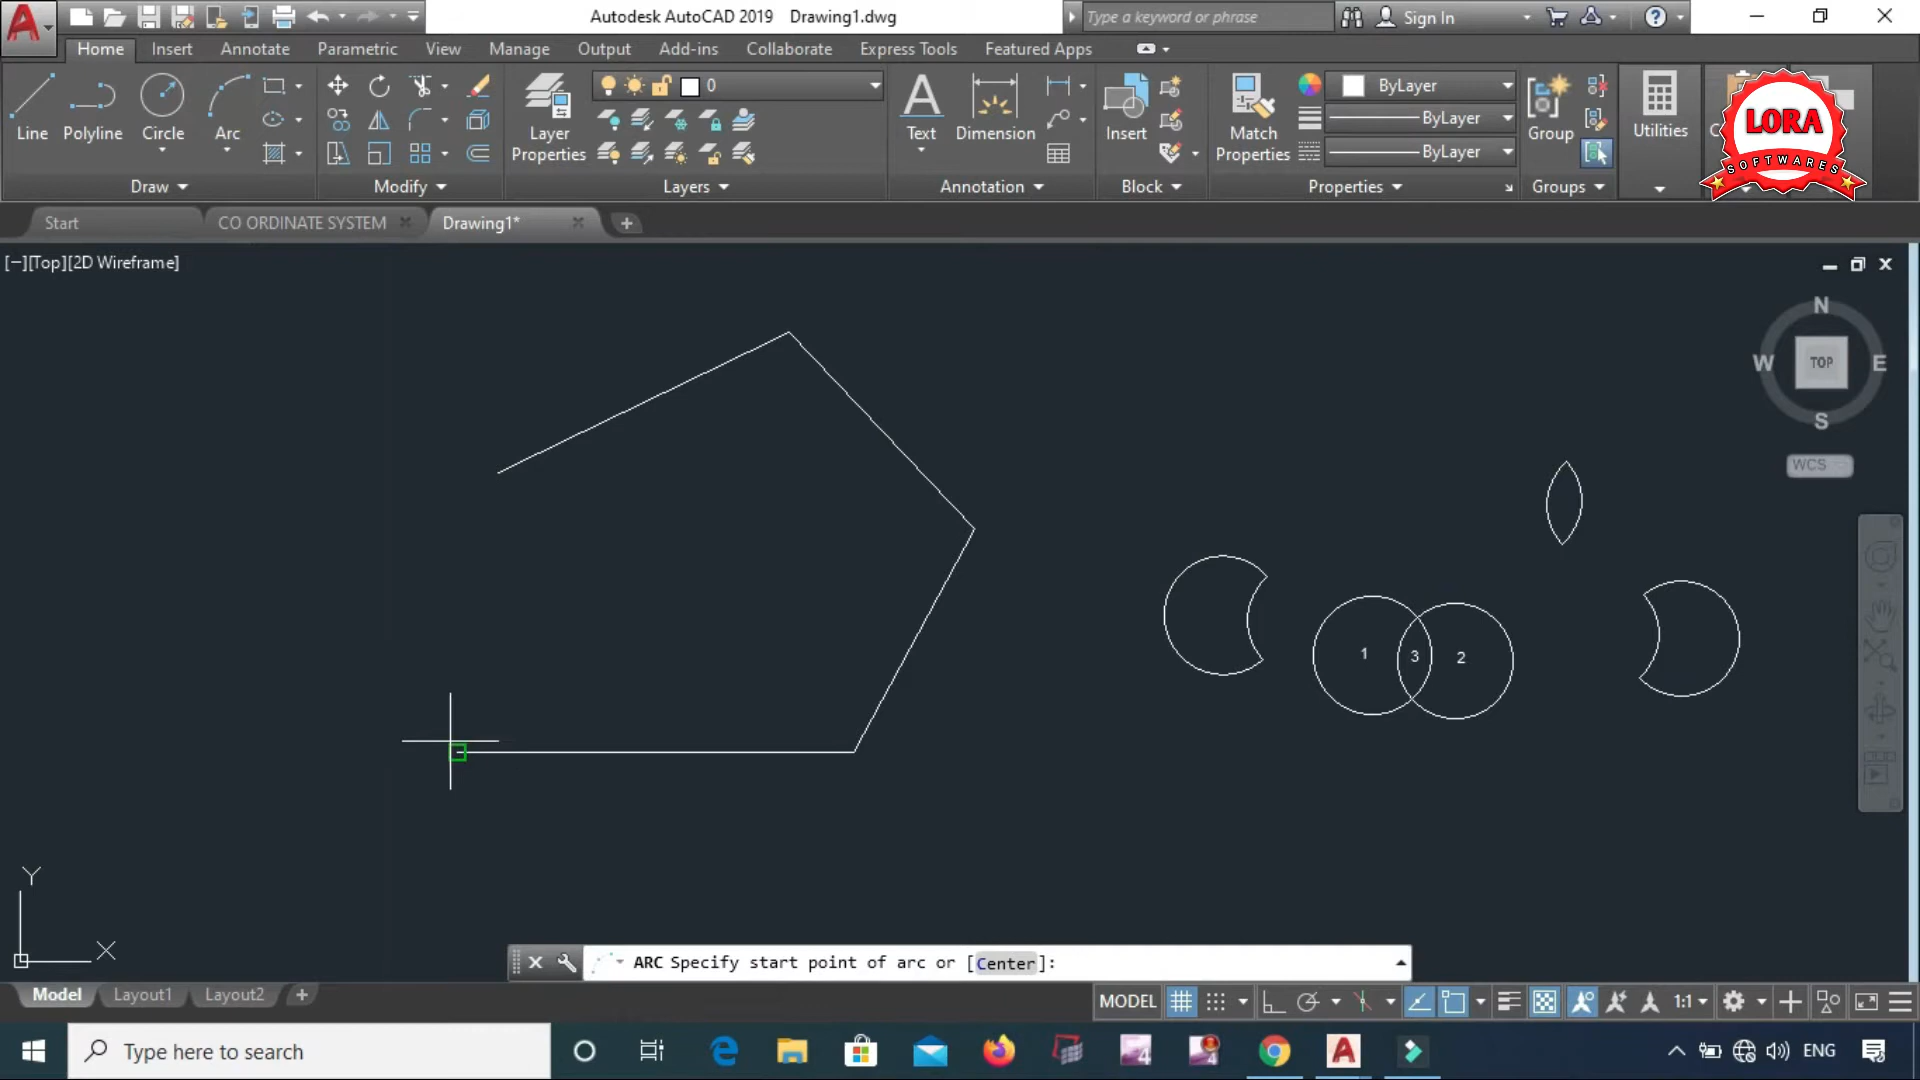 Autodesk AutoCAD 2019 Drawing1.dwg
Type a keyword or phrase
Sign In
Home Insert Annotate Parametric View Manage Output Add-ins Collaborate Express Tools Featured Apps
Line Polyline Circle Arc
Layer Properties
0
Text Dimension
Insert
Match Properties
ByLayer
ByLayer
ByLayer
Group
Utilities
LORA
SOFTWARES
Draw Modify Layers Annotation Block Properties Groups
Start CO ORDINATE SYSTEM Drawing1*
[−][Top][2D Wireframe]
N
W TOP E
S
WCS
1 3 2
Y
X
ARC Specify start point of arc or [Center]:
Model Layout1 Layout2
MODEL 1:1
Type here to search
4 4
ENG